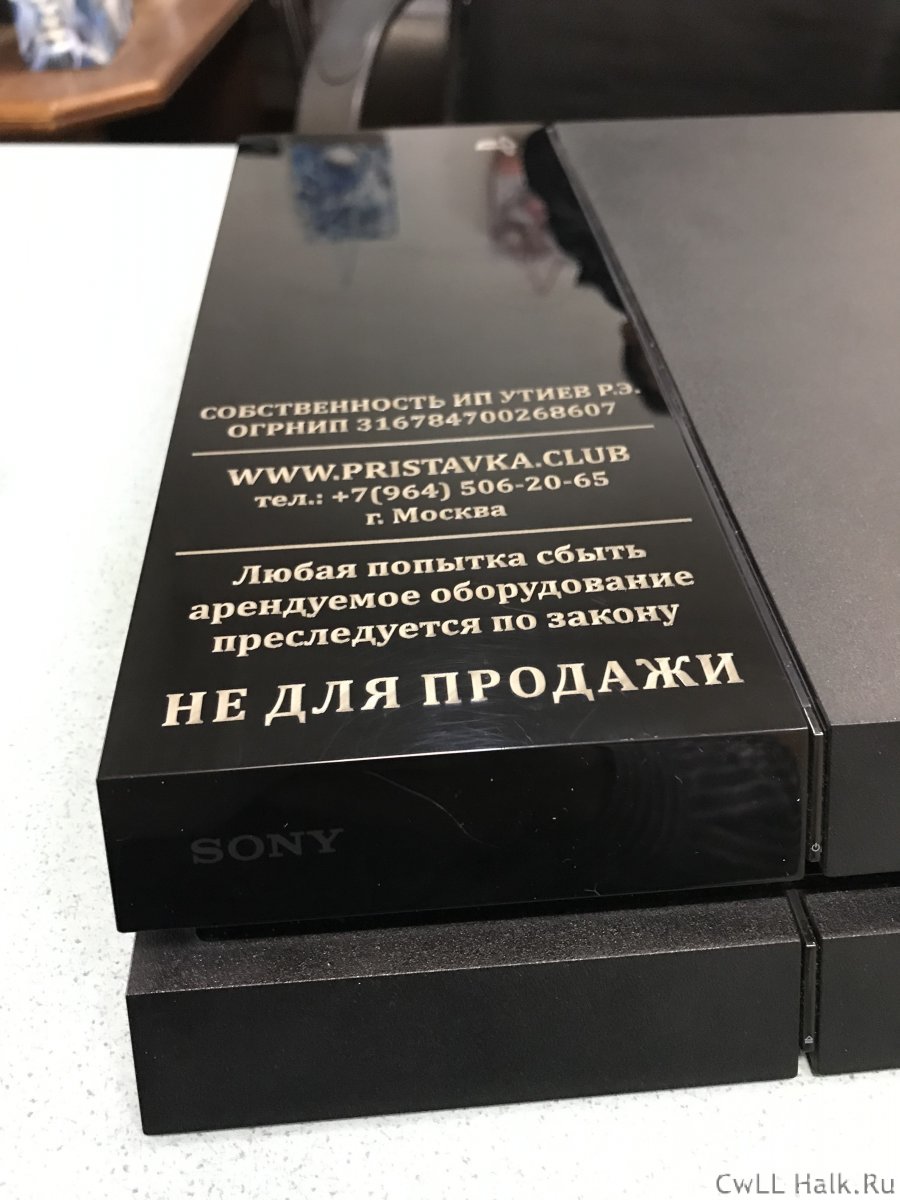 СОБСТВЕННОСТЬ ИП УТИЕВ Р.Э.
ОГРНИП 316784700268607
WWW.PRISTAVKA.CLUB
тел.: +7(964) 506-20-65
г. Москва
Любая попытка сбыть
арендуемое оборудование
преследуется по закону
НЕ ДЛЯ ПРОДАЖИ
SONY
CwLL Halk.Ru